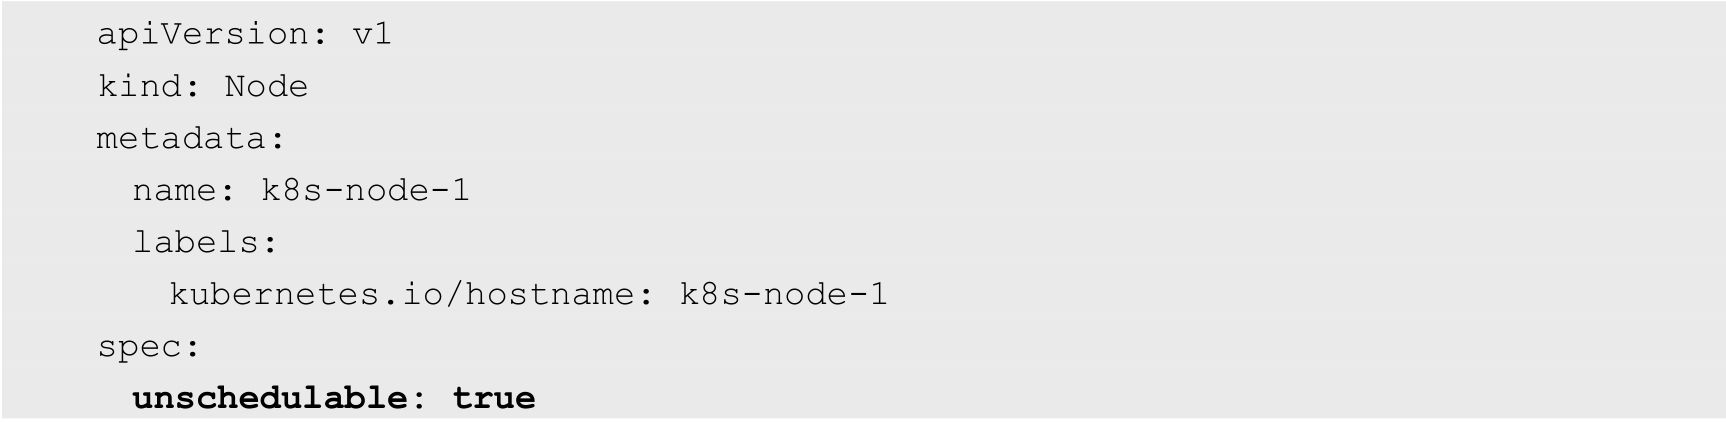 apiVersion: v1
kind: Node
metadata:
  name: k8s-node-1
  labels:
    kubernetes.io/hostname: k8s-node-1
spec:
  unschedulable: true